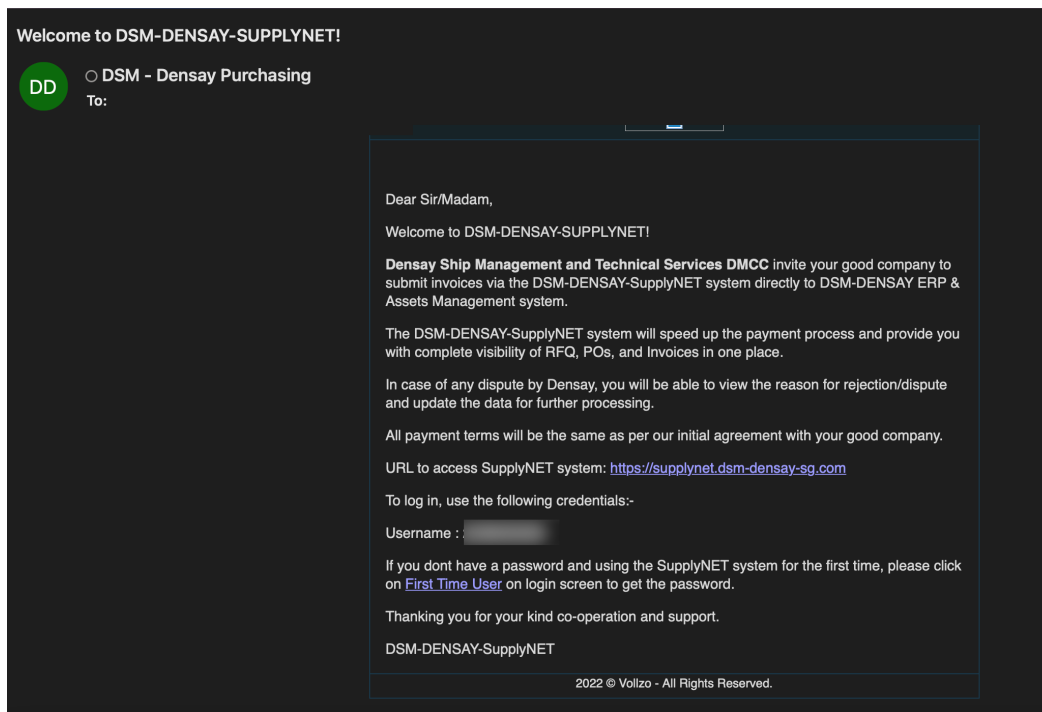 Welcome to DSM-DENSAY-SUPPLYNET!
DD
DSM - Densay Purchasing
To:
Dear Sir/Madam,
Welcome to DSM-DENSAY-SUPPLYNET!
Densay Ship Management and Technical Services DMCC invite your good company to
submit invoices via the DSM-DENSAY-SupplyNET system directly to DSM-DENSAY ERP &
Assets Management system.
The DSM-DENSAY-SupplyNET system will speed up the payment process and provide you
with complete visibility of RFQ, POs, and Invoices in one place.
In case of any dispute by Densay, you will be able to view the reason for rejection/dispute
and update the data for further processing.
All payment terms will be the same as per our initial agreement with your good company.
URL to access SupplyNET system: https://supplynet.dsm-densay-sg.com
To log in, use the following credentials:-
Username :
If you dont have a password and using the SupplyNET system for the first time, please click
on First Time User on login screen to get the password.
Thanking you for your kind co-operation and support.
DSM-DENSAY-SupplyNET
2022 © Vollzo - All Rights Reserved.